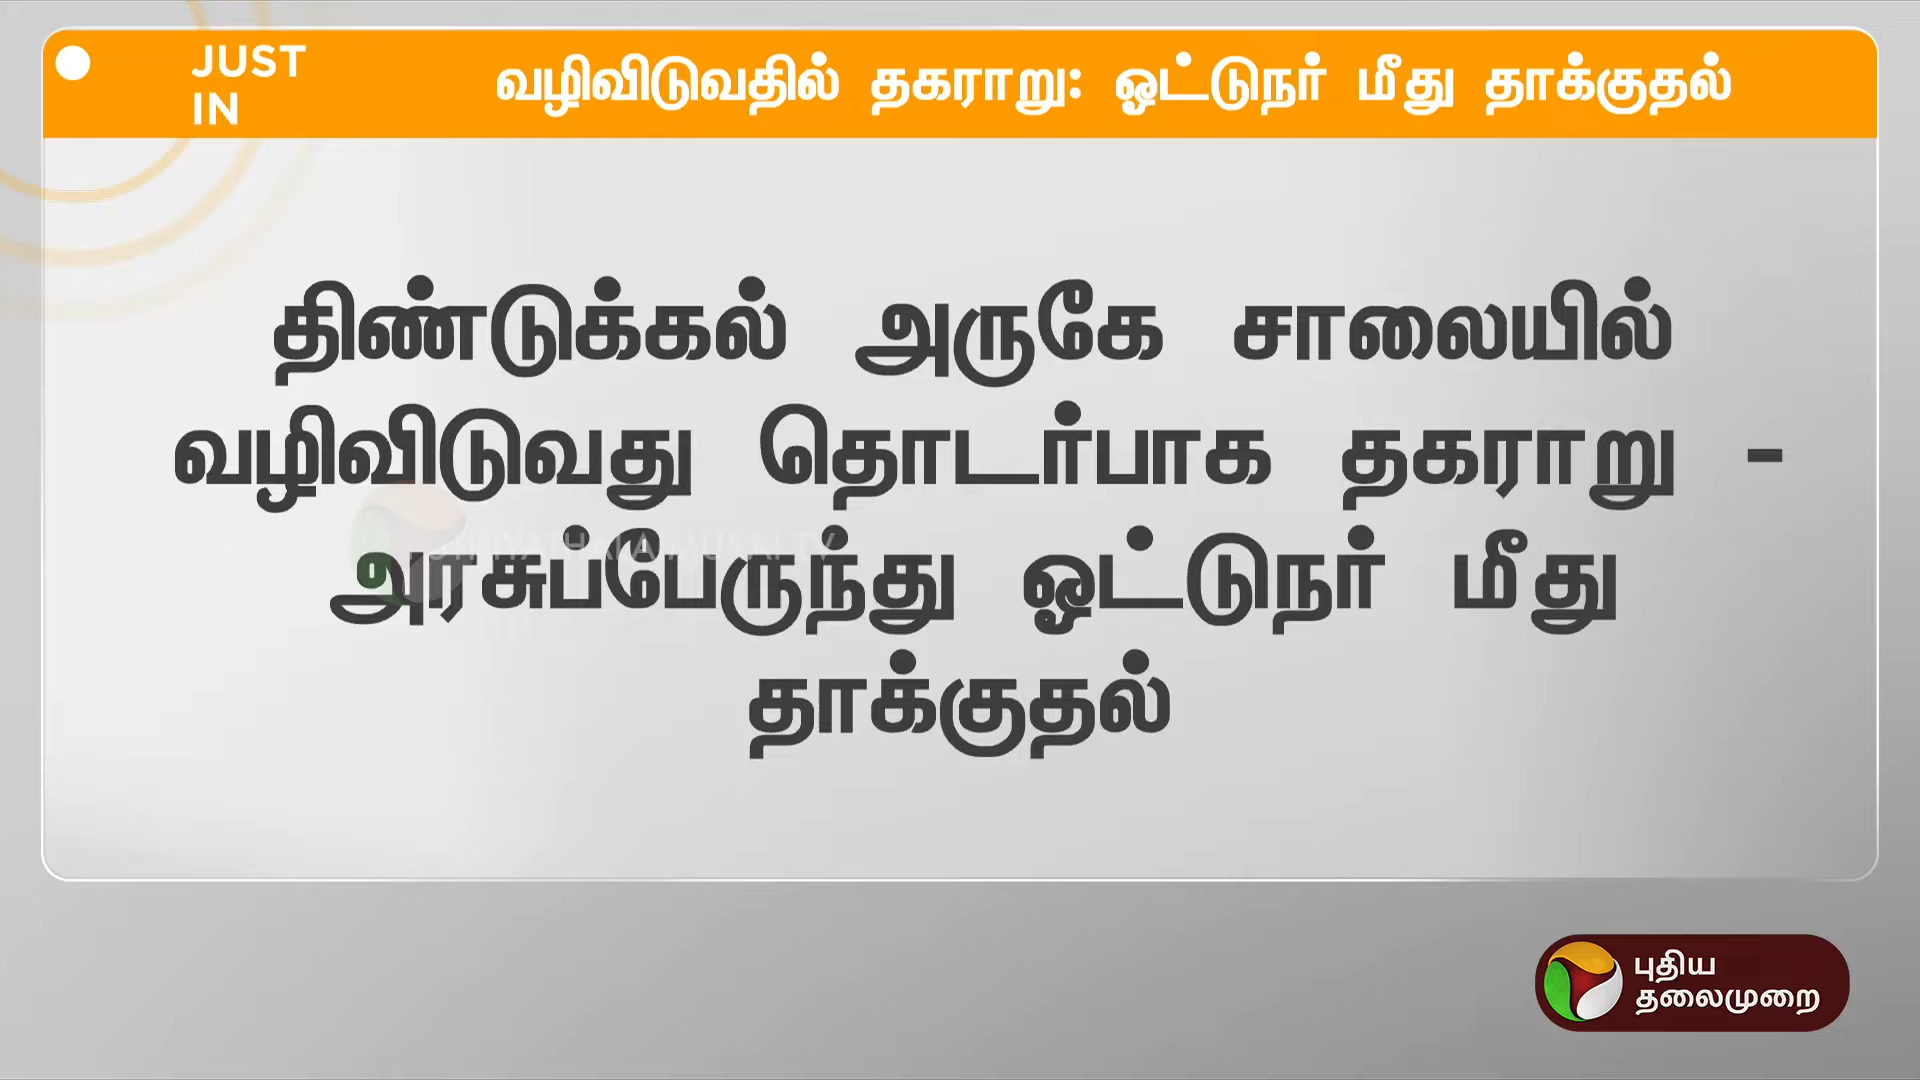 JUST
IN
வழிவிடுவதில் தகராறு: ஓட்டுநர் மீது தாக்குதல்
திண்டுக்கல் அருகே சாலையில்
வழிவிடுவது தொடர்பாக தகராறு -
அரசுப்பேருந்து ஓட்டுநர் மீது
தாக்குதல்
புதிய
தலைமுறை